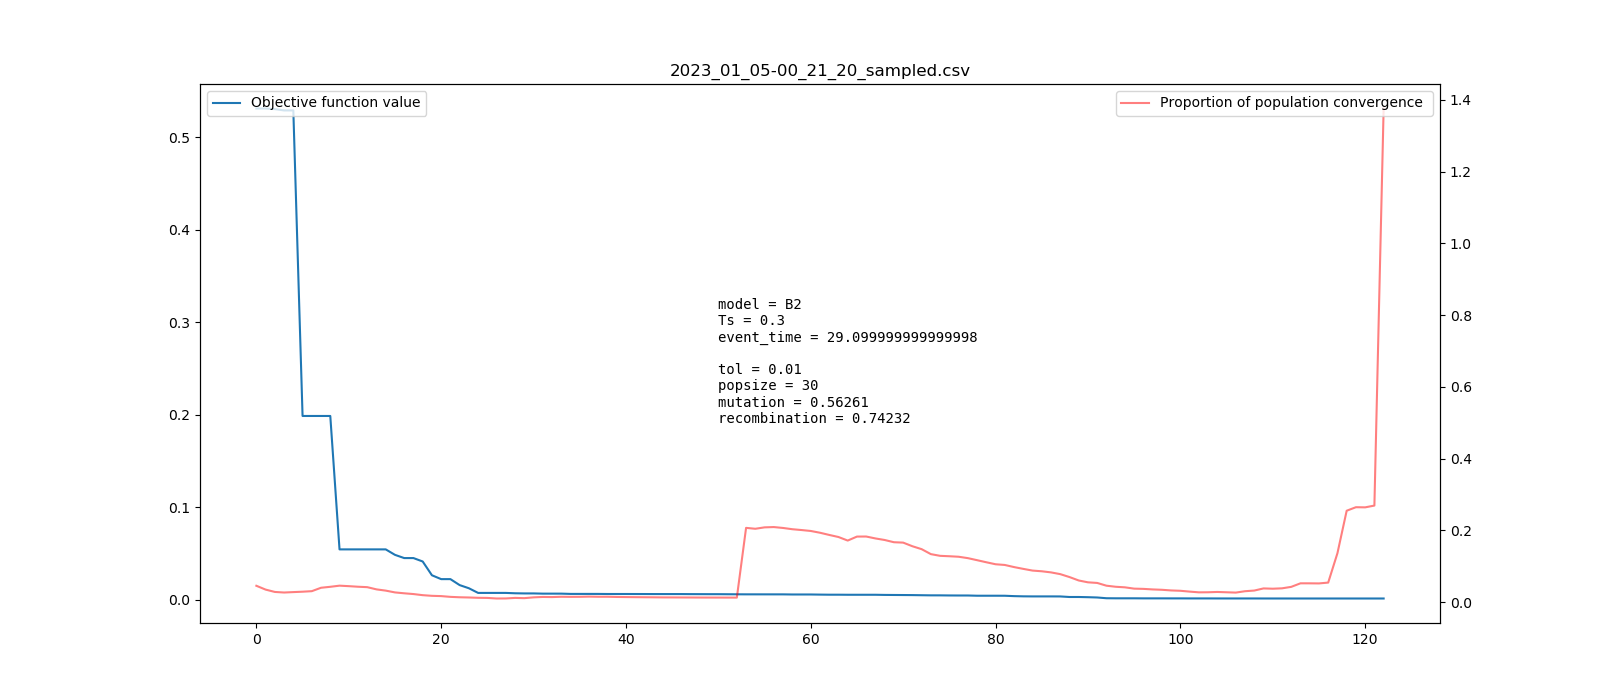 2023_01_05-00_21_20_sampled.csv
Objective function value
Proportion of population convergence
0.5
0.4
0.3
0.2
0.1
0.0
1.4
1.2
1.0
0.8
0.6
0.4
0.2
0.0
model = B2
Ts = 0.3
event_time = 29.099999999999998
tol = 0.01
popsize = 30
mutation = 0.56261
recombination = 0.74232
0 20 40 60 80 100 120